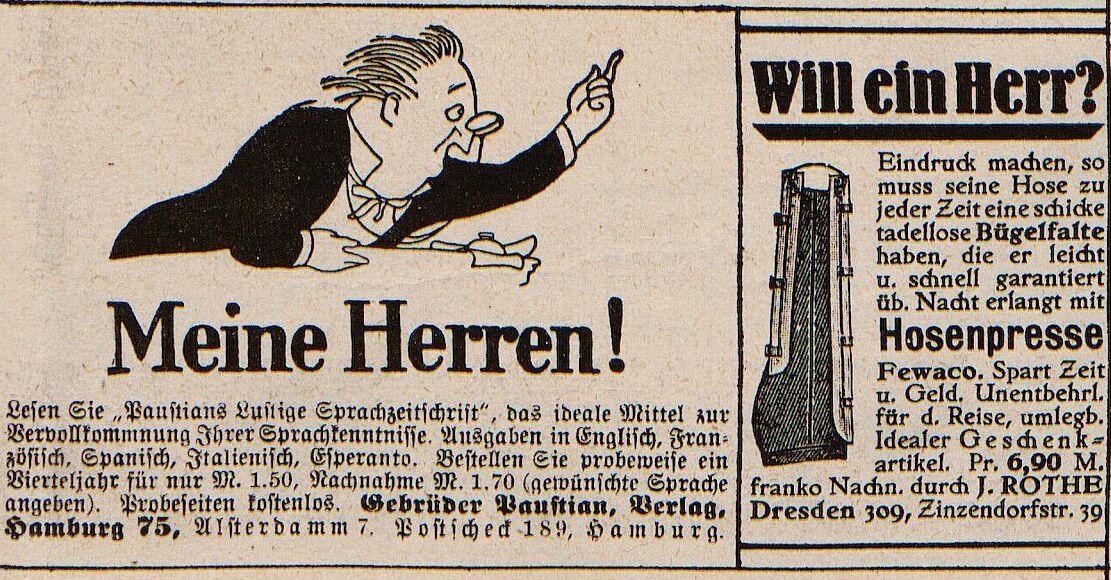 Meine Herren!
Lesen Sie „Paustians Lustige Sprachzeitschrift“, das ideale Mittel zur
Vervollkommnung Ihrer Sprachkenntnisse. Ausgaben in Englisch, Fran-
zösisch, Spanisch, Italienisch, Esperanto. Bestellen Sie probeweise ein
Vierteljahr für nur M. 1.50, Nachnahme M. 1.70 (gewünschte Sprache
angeben). Probeseiten kostenlos. Gebrüder Paustian, Verlag,
Hamburg 75, Alsterdamm 7. Postscheck 189, Hamburg.
Will ein Herr?
Eindruck machen, so
muss seine Hose zu
jeder Zeit eine schicke
tadellose Bügelfalte
haben, die er leicht
u. schnell garantiert
üb. Nacht erlangt mit
Hosenpresse
Fewaco. Spart Zeit
u. Geld. Unentbehrl.
für d. Reise, umlegb.
Idealer Geschenk-
artikel. Pr. 6,90 M.
franko Nachn. durch J. ROTHE
Dresden 309, Zinzendorfstr. 39